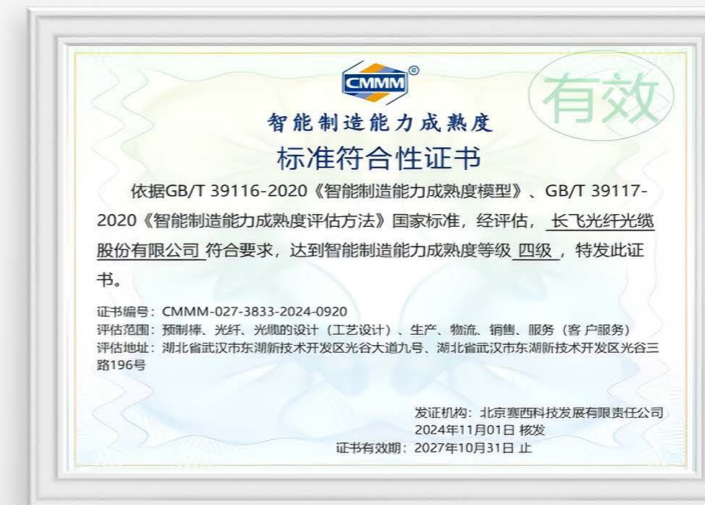 CMMM®
有效
智能制造能力成熟度
标准符合性证书
依据GB/T 39116-2020《智能制造能力成熟度模型》、GB/T 39117-
2020《智能制造能力成熟度评估方法》国家标准，经评估， 长飞光纤光缆
股份有限公司 符合要求，达到智能制造能力成熟度等级 四级 ，特发此证
书。
证书编号：CMMM-027-3833-2024-0920
评估范围：预制棒、光纤、光缆的设计（工艺设计）、生产、物流、销售、服务（客 户服务）
评估地址：湖北省武汉市东湖新技术开发区光谷大道九号、湖北省武汉市东湖新技术开发区光谷三
路196号
发证机构：北京赛西科技发展有限责任公司
2024年11月01日 核发
证书有效期：2027年10月31日 止